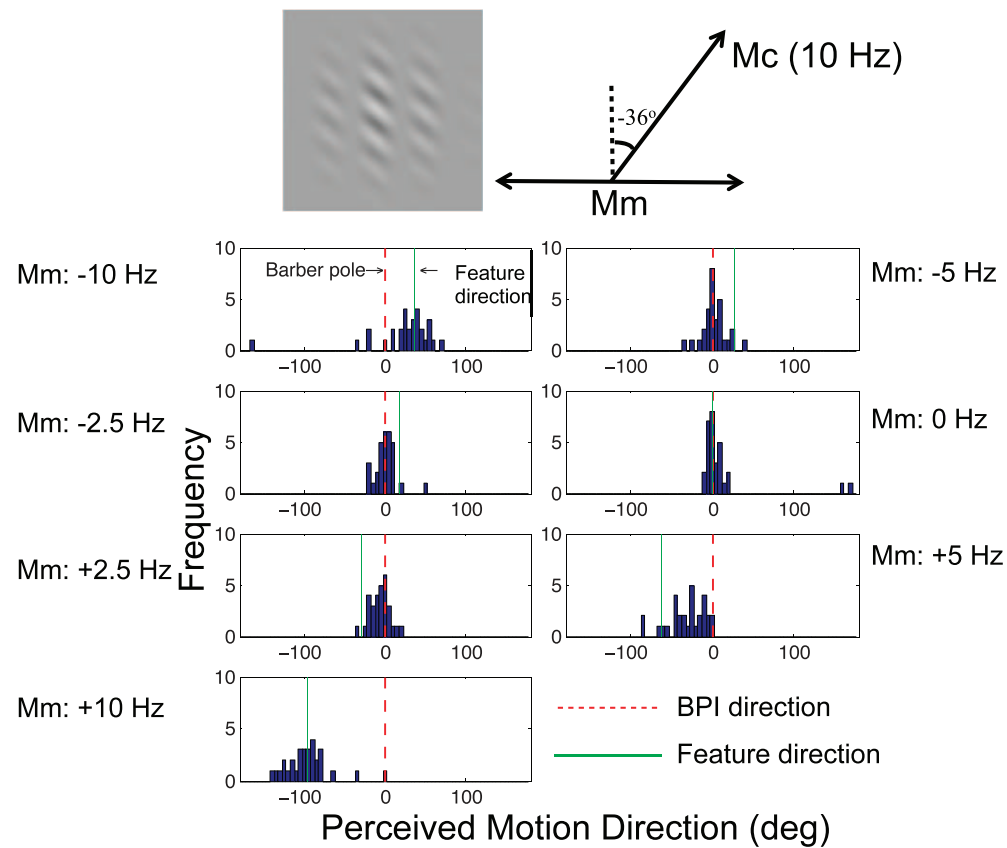 Mc (10 Hz)
-36º
Mm
Mm: -10 Hz
10
5
0
−100 0 100
Barber pole→
← Feature direction
Mm: -5 Hz
10
5
0
−100 0 100
Mm: -2.5 Hz
10
5
0
−100 0 100
Mm: 0 Hz
10
5
0
−100 0 100
Frequency
Mm: +2.5 Hz
10
5
0
−100 0 100
Mm: +5 Hz
10
5
0
−100 0 100
Mm: +10 Hz
10
5
0
−100 0 100
BPI direction
Feature direction
Perceived Motion Direction (deg)